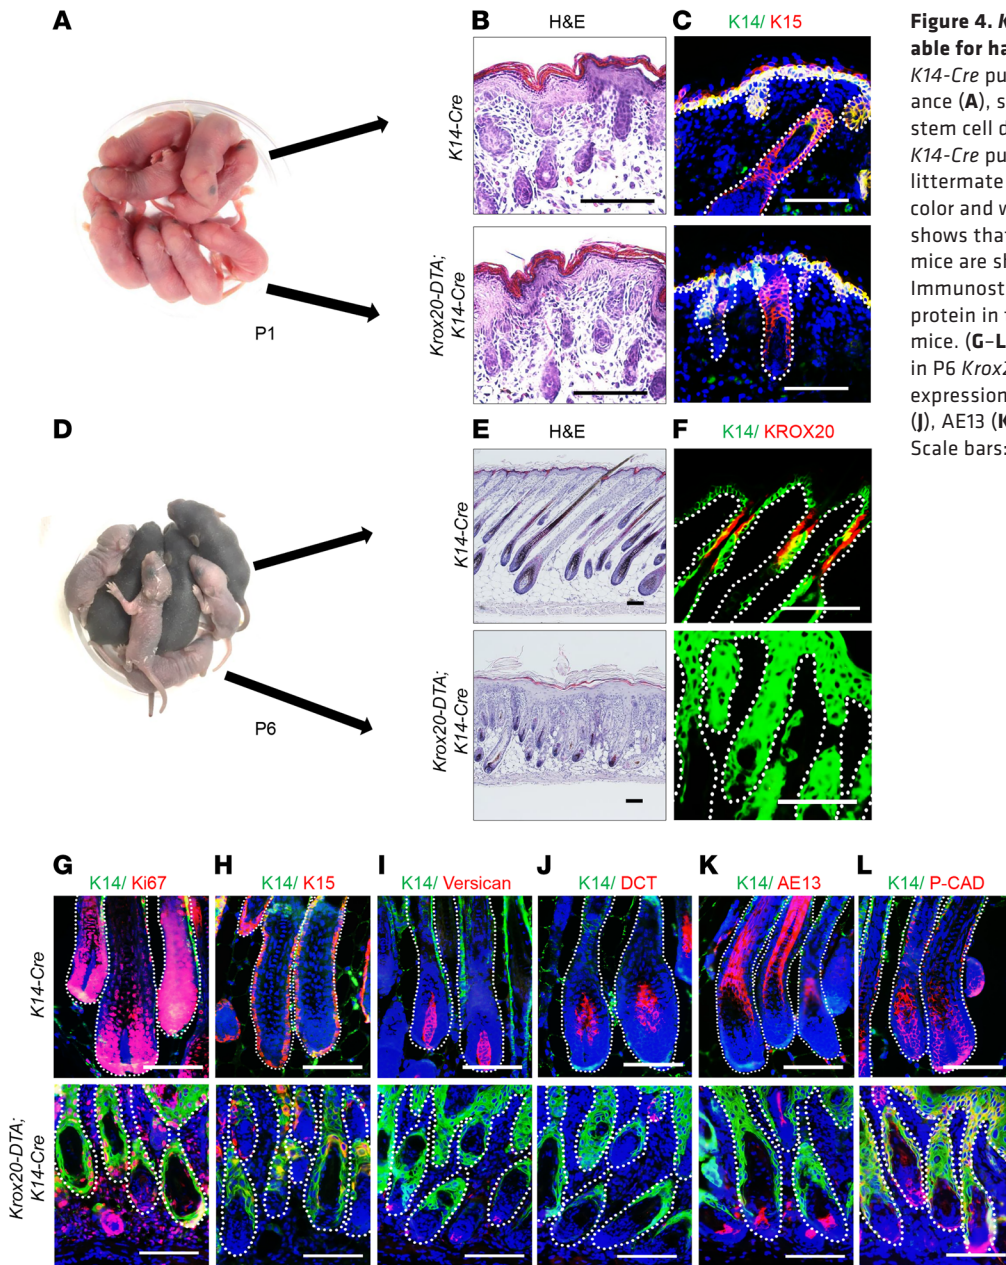 A
B
H&E
C
K14/ K15
K14-Cre
Krox20-DTA;
K14-Cre
P1
D
E
H&E
F
K14/ KROX20
K14-Cre
Krox20-DTA;
K14-Cre
P6
G
K14/ Ki67
H
K14/ K15
I
K14/ Versican
J
K14/ DCT
K
K14/ AE13
L
K14/ P-CAD
K14-Cre
Krox20-DTA;
K14-Cre
Figure 4. K
able for ha
K14-Cre pu
ance (A), s
stem cell d
K14-Cre pu
littermate
color and w
shows that
mice are sh
Immunost
protein in
mice. (G–L
in P6 Krox2
expression
(J), AE13 (K
Scale bars: